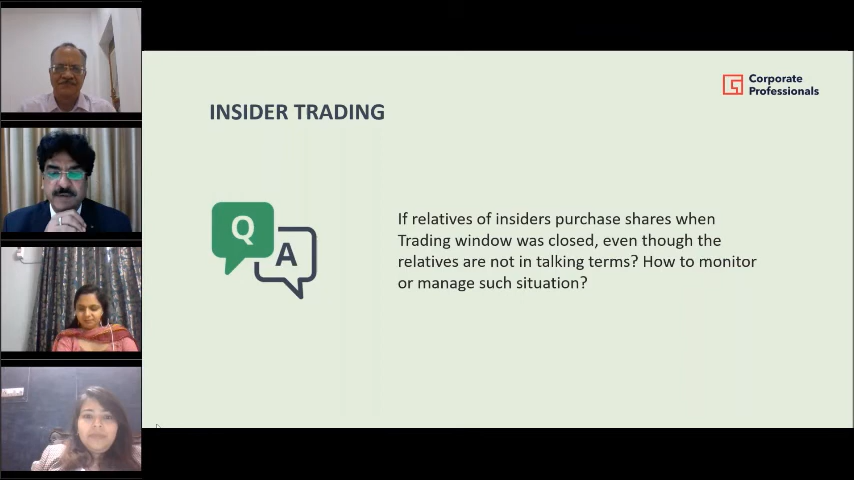 Corporate
Professionals
INSIDER TRADING
Q
A
If relatives of insiders purchase shares when
Trading window was closed, even though the
relatives are not in talking terms? How to monitor
or manage such situation?